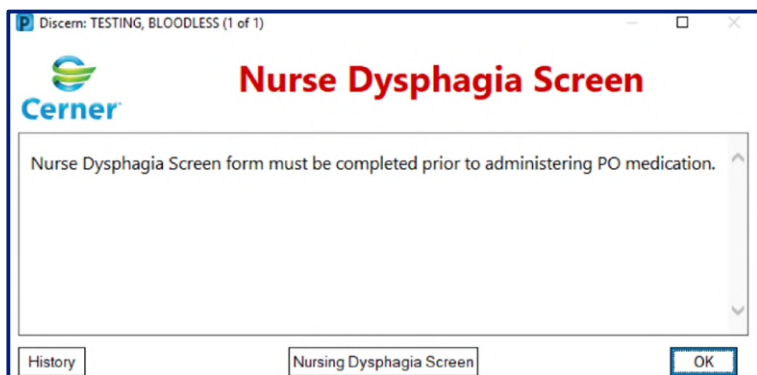 Discern: TESTING, BLOODLESS (1 of 1)
Cerner
Nurse Dysphagia Screen
Nurse Dysphagia Screen form must be completed prior to administering PO medication.
History
Nursing Dysphagia Screen
OK